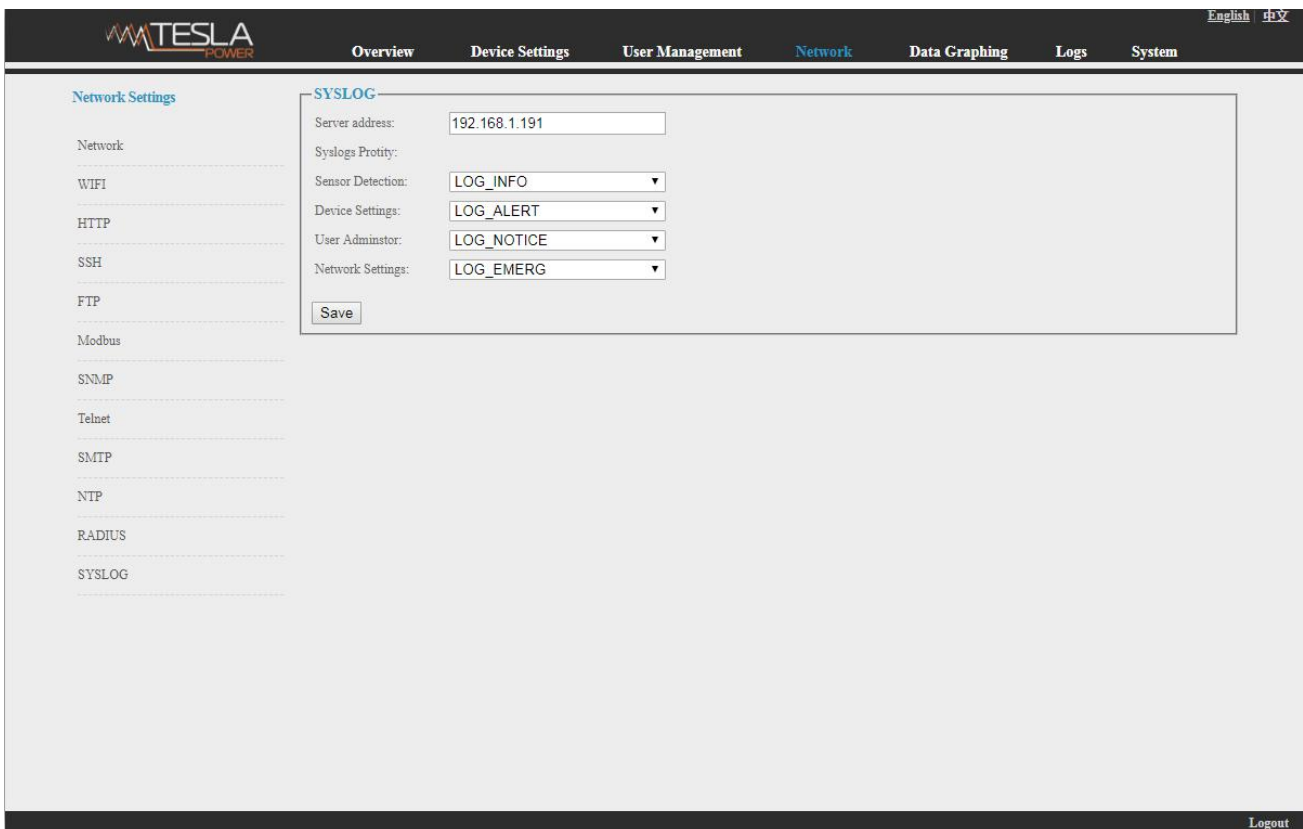 English | 中文
TESLA
POWER
Overview Device Settings User Management Network Data Graphing Logs System
Network Settings
Network
WIFI
HTTP
SSH
FTP
Modbus
SNMP
Telnet
SMTP
NTP
RADIUS
SYSLOG
SYSLOG
Server address: 192.168.1.191
Syslogs Protity:
Sensor Detection: LOG_INFO
Device Settings: LOG_ALERT
User Adminstor: LOG_NOTICE
Network Settings: LOG_EMERG
Save
Logout